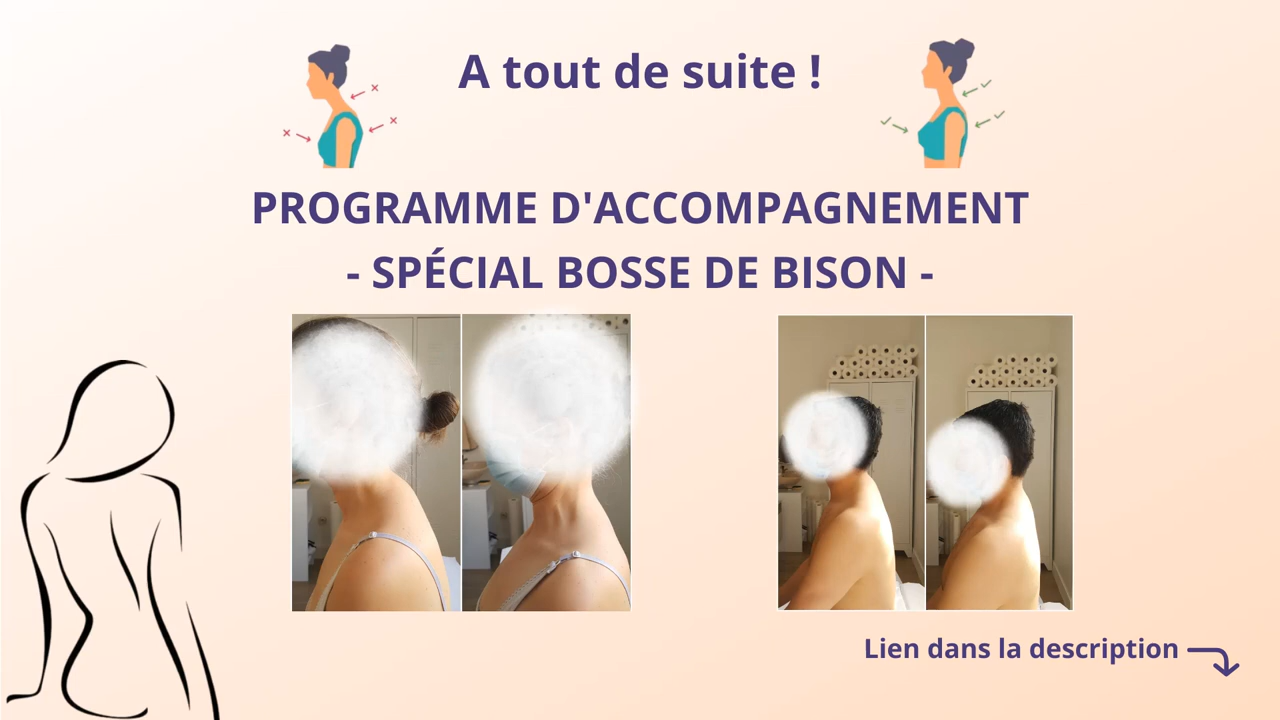 A tout de suite !
PROGRAMME D'ACCOMPAGNEMENT
- SPÉCIAL BOSSE DE BISON -
Lien dans la description